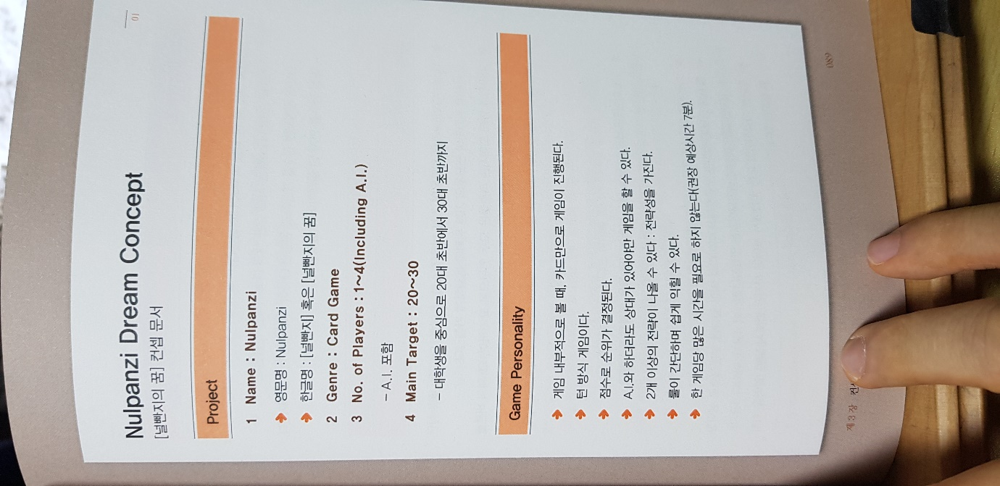 01
Nulpanzi Dream Concept
[널빤지의 꿈] 컨셉 문서
Project
1 Name : Nulpanzi
영문명 : Nulpanzi
한글명 : [널빤지] 혹은 [널빤지의 꿈]
2 Genre : Card Game
3 No. of Players : 1~4(Including A.I.)
– A.I. 포함
4 Main Target : 20~30
– 대학생을 중심으로 20대 초반에서 30대 초반까지
Game Personality
게임 내부적으로 볼 때, 카드만으로 게임이 진행된다.
턴 방식 게임이다.
점수로 순위가 결정된다.
A.I.와 하더라도 상대가 있어야만 게임을 할 수 있다.
2개 이상의 전략이 나올 수 있다 : 전략성을 가진다.
룰이 간단하며 쉽게 익힐 수 있다.
한 게임당 많은 시간을 필요로 하지 않는다(권장 예상시간 7분).
제3장
089